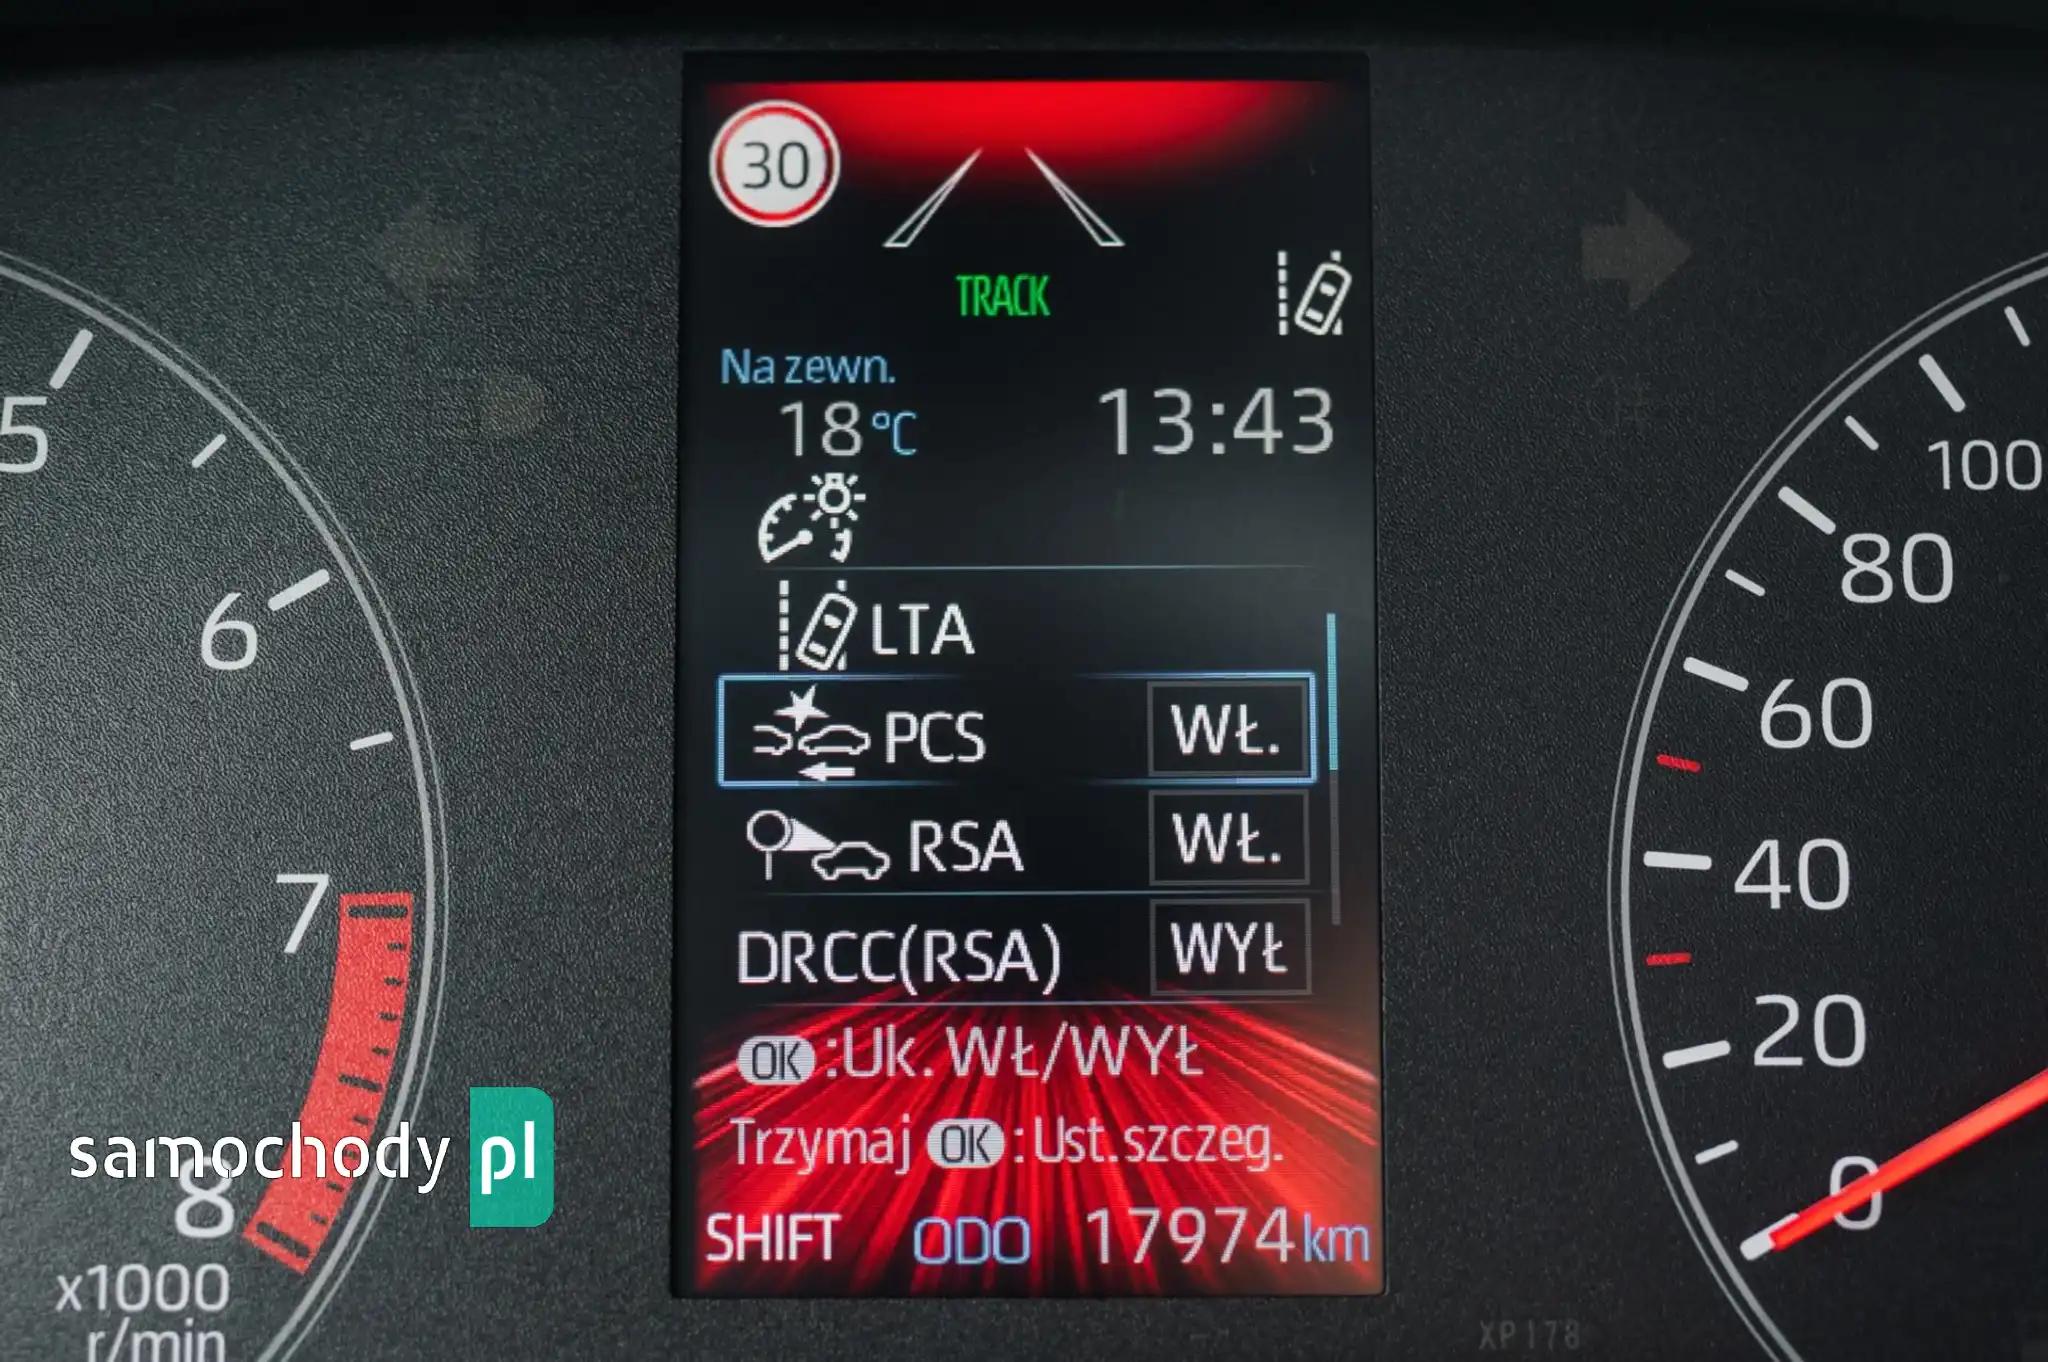 30
TRACK
Na zewn.
18°C 13:43
LTA
PCS WŁ.
RSA WŁ.
DRCC(RSA) WYŁ
OK :Uk. WŁ/WYŁ
Trzymaj OK :Ust.szczeg.
SHIFT ODO 17974 km
5
6
7
8
x1000
r/min
100
80
60
40
20
0
samochody pl
XP178